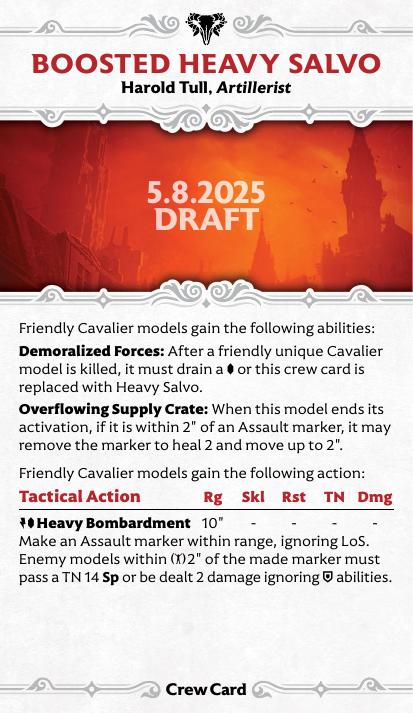 BOOSTED HEAVY SALVO
Harold Tull, Artillerist
5.8.2025
DRAFT
Friendly Cavalier models gain the following abilities:
Demoralized Forces: After a friendly unique Cavalier
model is killed, it must drain a or this crew card is
replaced with Heavy Salvo.
Overflowing Supply Crate: When this model ends its
activation, if it is within 2" of an Assault marker, it may
remove the marker to heal 2 and move up to 2".
Friendly Cavalier models gain the following action:
Tactical Action Rg Skl Rst TN Dmg
Heavy Bombardment 10" - - - -
Make an Assault marker within range, ignoring LoS.
Enemy models within 2" of the made marker must
pass a TN 14 Sp or be dealt 2 damage ignoring abilities.
Crew Card